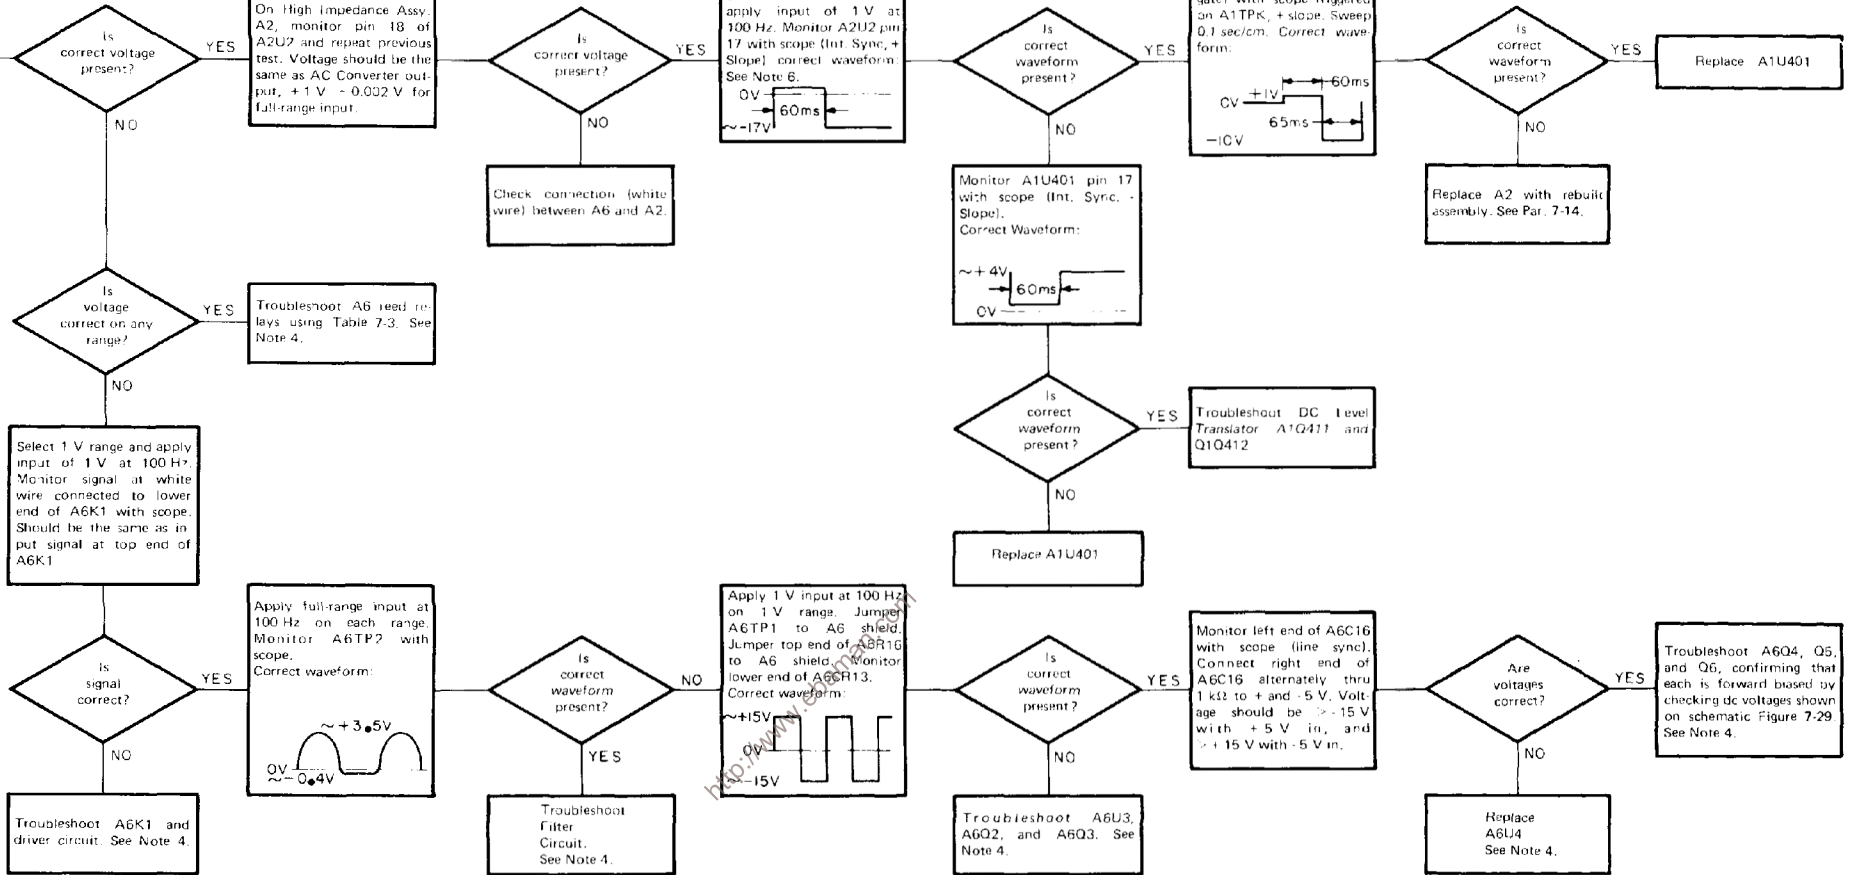 Is
correct voltage
present?
YES
NO
On High Impedance Assy.
A2, monitor pin 18 of
A2U2 and repeat previous
test. Voltage should be the
same as AC Converter out-
put, +1 V ~ 0.002 V for
full-range input.
Is
correct voltage
present?
YES
NO
Check connection (white
wire) between A6 and A2.
apply input of 1 V at
100 Hz. Monitor A2U2 pin
17 with scope (Int. Sync, +
Slope) correct waveform:
See Note 6.
0V
60ms
~-17V
Is
correct
waveform
present?
YES
NO
gate) with scope triggered
on A1TPK, + slope. Sweep
0.1 sec/cm. Correct wave-
form:
60ms
+1V
0V
65ms
-10V
Is
correct
waveform
present?
YES
NO
Replace A1U401
Replace A2 with rebuilt
assembly. See Par. 7-14.
Monitor A1U401 pin 17
with scope (Int. Sync. -
Slope).
Correct Waveform:
~+4V
60ms
0V
Is
voltage
correct on any
range?
YES
NO
Troubleshoot A6 reed re-
lays using Table 7-3. See
Note 4.
Is
correct
waveform
present?
YES
NO
Troubleshoot DC Level
Translator A1Q411 and
Q1Q412
Replace A1U401
Select 1 V range and apply
input of 1 V at 100 Hz.
Monitor signal at white
wire connected to lower
end of A6K1 with scope.
Should be the same as in
put signal at top end of
A6K1
Is
signal
correct?
YES
NO
Troubleshoot A6K1 and
driver circuit. See Note 4.
Apply full-range input at
100 Hz on each range.
Monitor A6TP2 with
scope.
Correct waveform:
~+3.5V
0V
~-0.4V
Is
correct
waveform
present?
NO
YES
Troubleshoot
Filter
Circuit.
See Note 4.
Apply 1 V input at 100 Hz
on 1 V range. Jumper
A6TP1 to A6 shield.
Jumper top end of A6R16
to A6 shield. Monitor
lower end of A6CR13.
Correct waveform:
~+15V
0V
~-15V
http://www.ebaman.com
Is
correct
waveform
present?
YES
NO
Troubleshoot A6U3,
A6Q2, and A6Q3. See
Note 4.
Monitor left end of A6C16
with scope (line sync).
Connect right end of
A6C16 alternately thru
1 kΩ to + and -5 V. Volt-
age should be > -15 V
with +5 V in, and
> +15 V with -5 V in.
Are
voltages
correct?
YES
NO
Replace
A6U4
See Note 4.
Troubleshoot A6Q4, Q5,
and Q6, confirming that
each is forward biased by
checking dc voltages shown
on schematic Figure 7-29.
See Note 4.